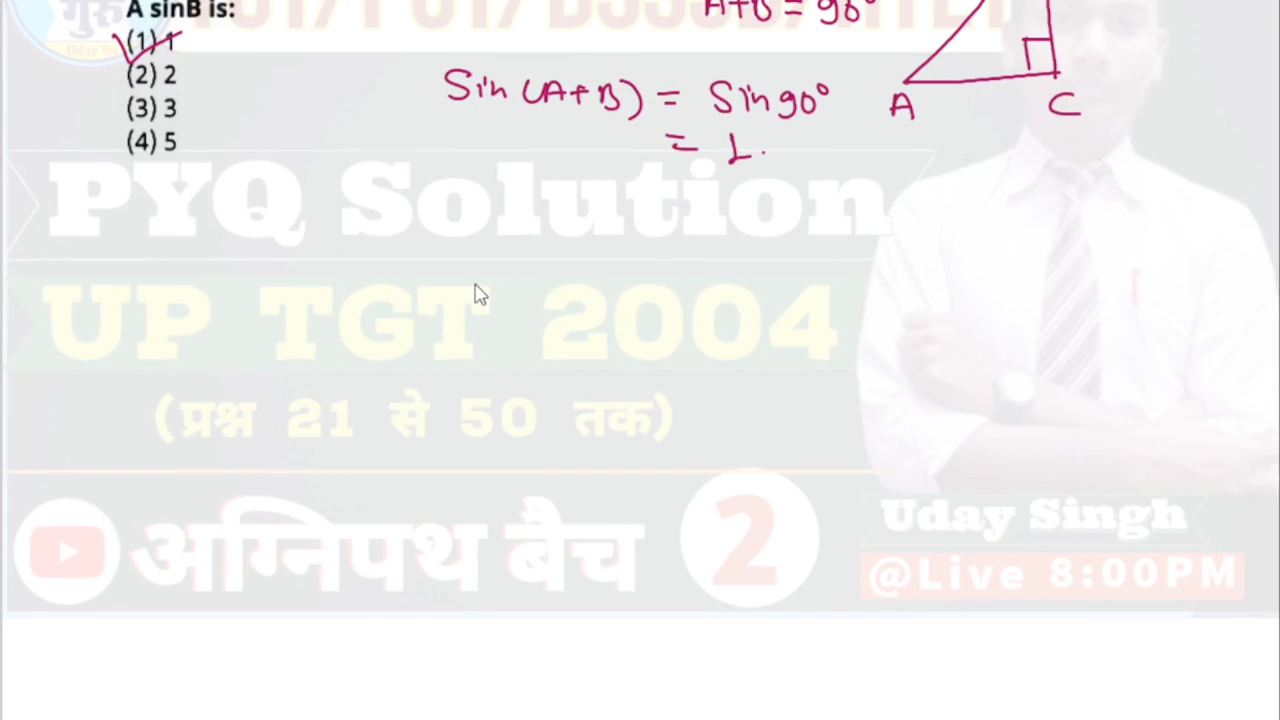 A sinB is:
(1) 1
(2) 2
(3) 3
(4) 5
गुरु
A+B = 90°
Sin (A+B) = Sin 90°
= 1.
A
C
PYQ Solution
UP TGT 2004
(प्रश्न 21 से 50 तक)
अग्निपथ बैच 2
Uday Singh
@Live 8:00PM